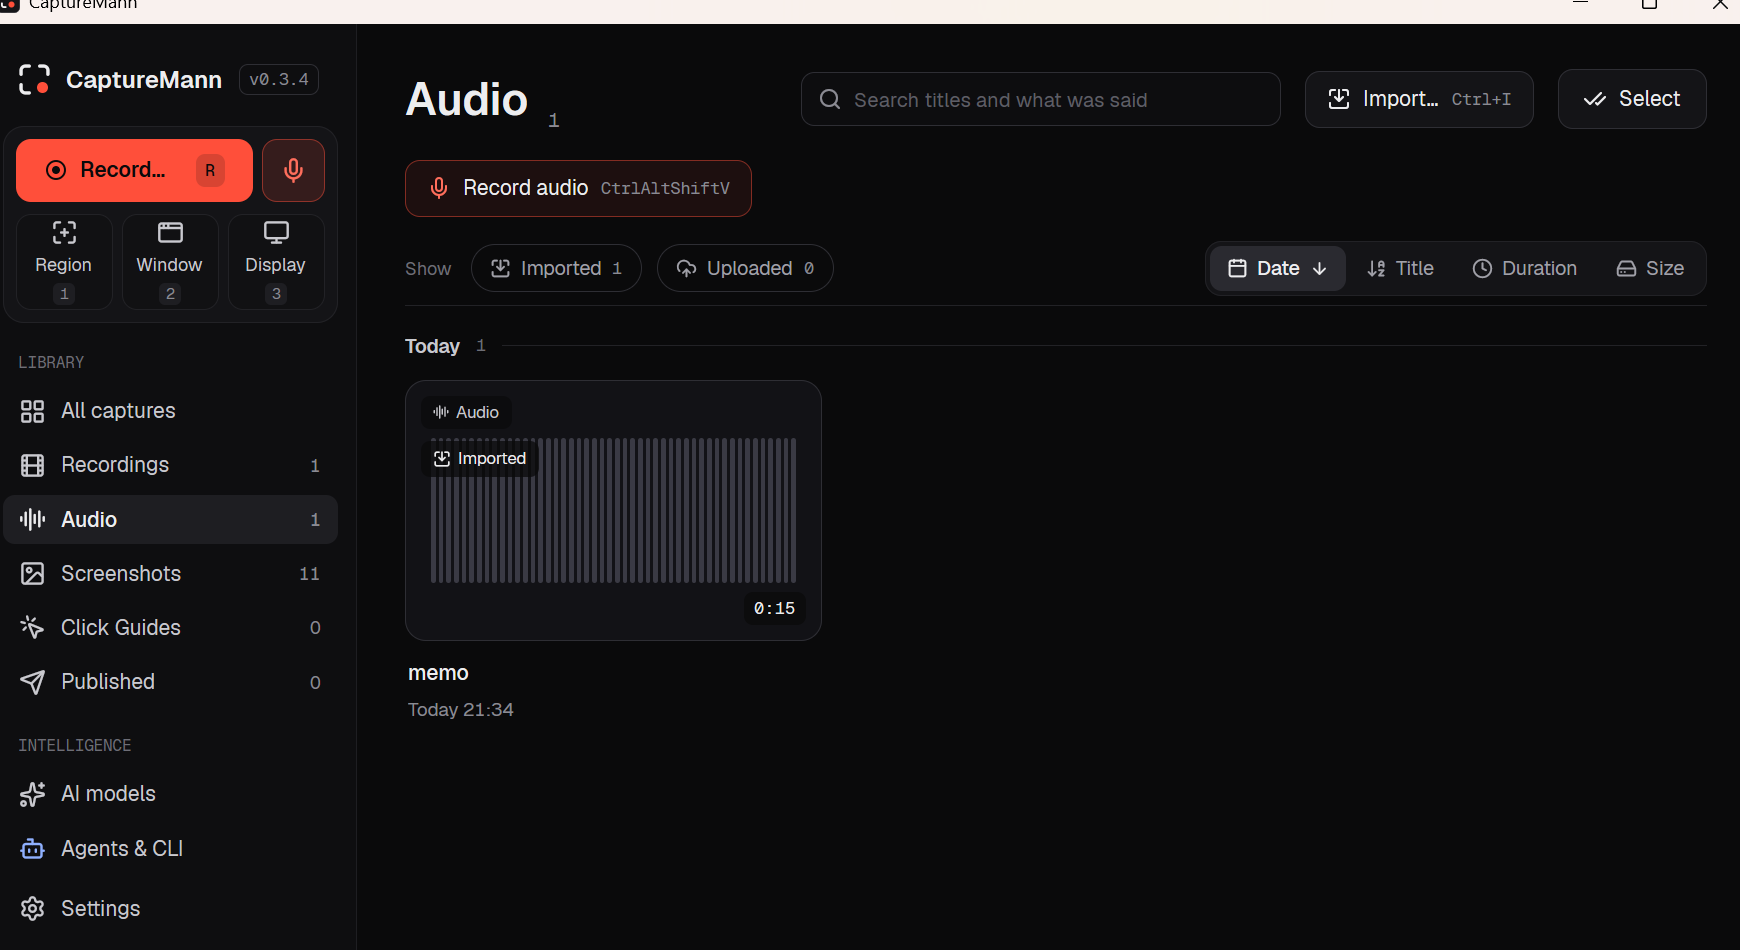 CaptureMann
CaptureMann v0.3.4
Record... R
Region
1
Window
2
Display
3
LIBRARY
All captures
Recordings 1
Audio 1
Screenshots 11
Click Guides 0
Published 0
INTELLIGENCE
AI models
Agents & CLI
Settings
Audio 1
Search titles and what was said
Import... Ctrl+I
Select
Record audio CtrlAltShiftV
Show Imported 1 Uploaded 0
Date Title Duration Size
Today 1
Audio
Imported
0:15
memo
Today 21:34